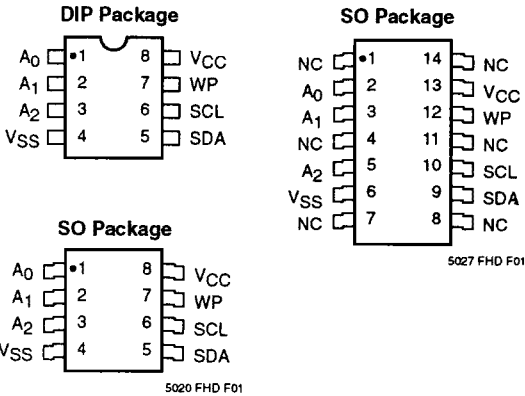 DIP Package
A0 1 8 VCC
A1 2 7 WP
A2 3 6 SCL
VSS 4 5 SDA
SO Package
A0 1 8 VCC
A1 2 7 WP
A2 3 6 SCL
VSS 4 5 SDA
5020 FHD F01
SO Package
NC 1 14 NC
A0 2 13 VCC
A1 3 12 WP
NC 4 11 NC
A2 5 10 SCL
VSS 6 9 SDA
NC 7 8 NC
5027 FHD F01